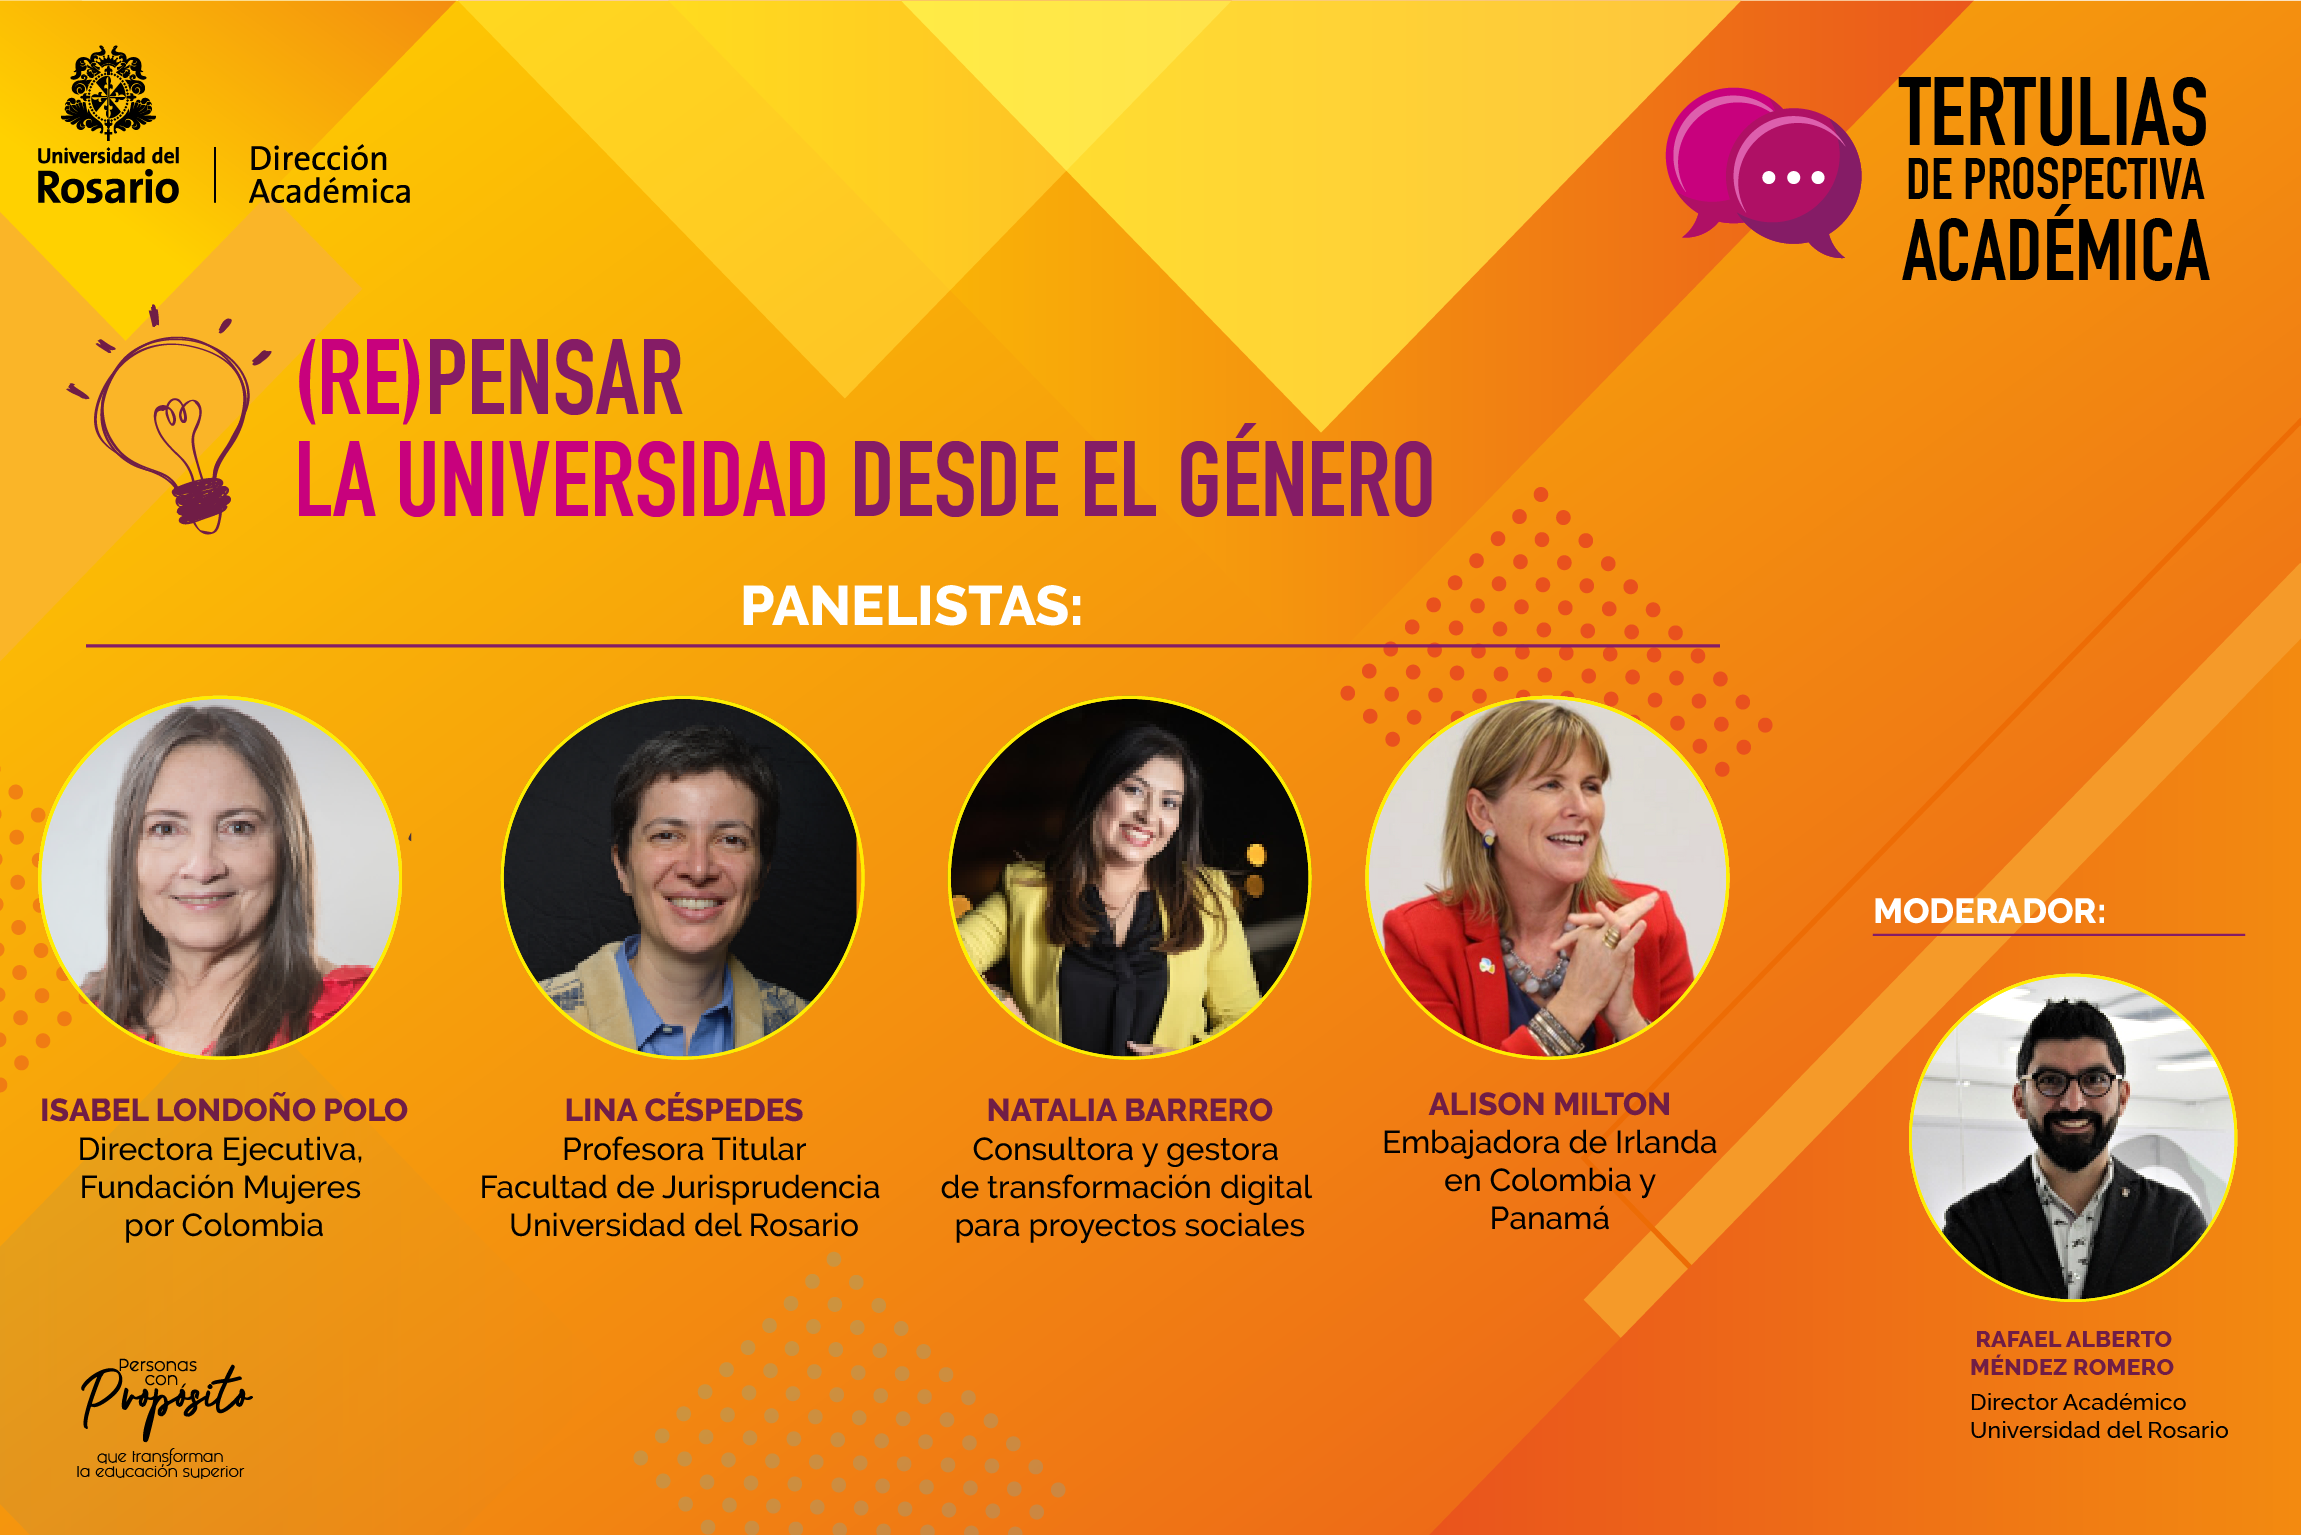 Universidad del
Rosario
Dirección
Académica
TERTULIAS
DE PROSPECTIVA
ACADÉMICA
(RE)PENSAR
LA UNIVERSIDAD DESDE EL GÉNERO
PANELISTAS:
ISABEL LONDOÑO POLO
Directora Ejecutiva,
Fundación Mujeres
por Colombia
LINA CÉSPEDES
Profesora Titular
Facultad de Jurisprudencia
Universidad del Rosario
NATALIA BARRERO
Consultora y gestora
de transformación digital
para proyectos sociales
ALISON MILTON
Embajadora de Irlanda
en Colombia y
Panamá
MODERADOR:
RAFAEL ALBERTO
MÉNDEZ ROMERO
Director Académico
Universidad del Rosario
Personas
con
Propósito
que transforman
la educación superior